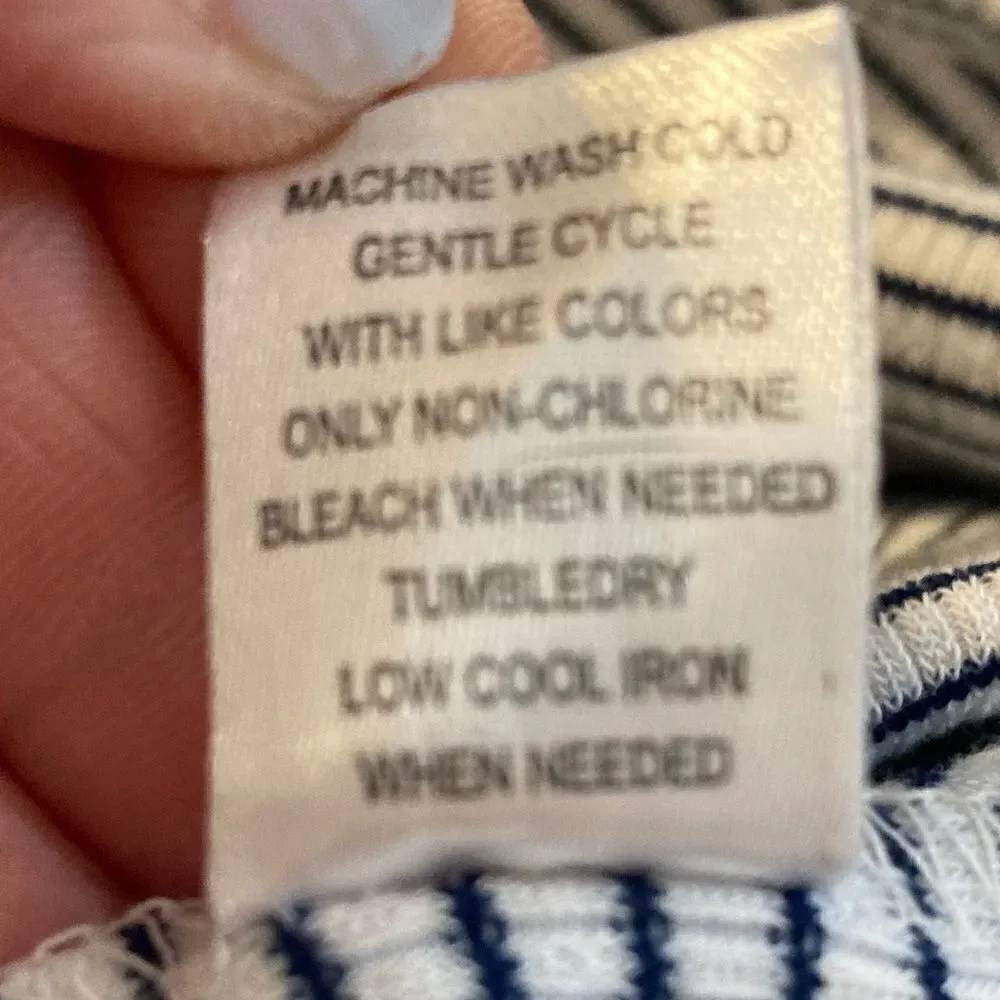 MACHINE WASH COLD
GENTLE CYCLE
WITH LIKE COLORS
ONLY NON-CHLORINE
BLEACH WHEN NEEDED
TUMBLEDRY
LOW COOL IRON
WHEN NEEDED